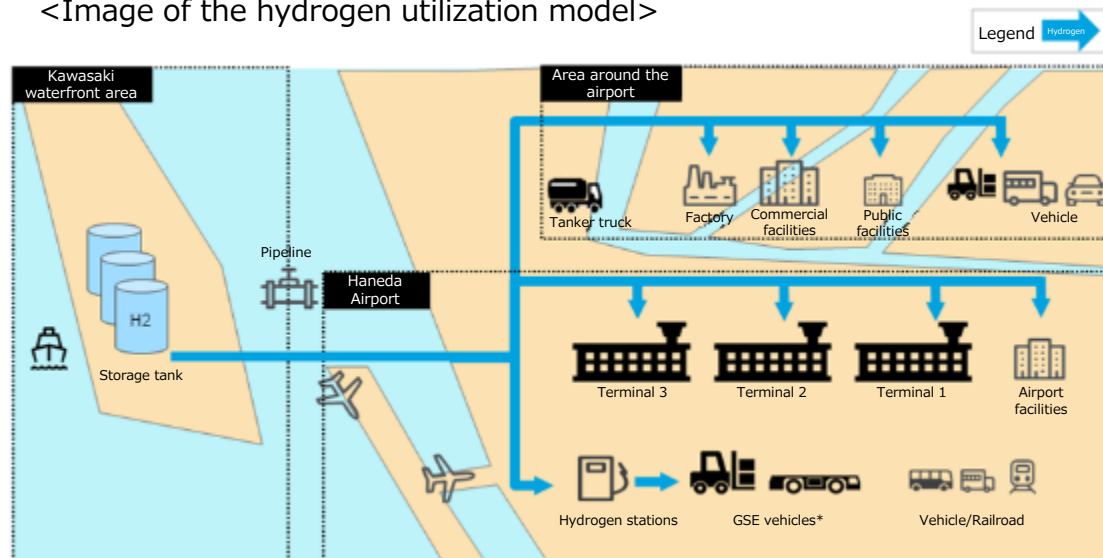 <Image of the hydrogen utilization model>
Legend
Hydrogen
Kawasaki
waterfront area
Area around the
airport
Tanker truck
Factory
Commercial
facilities
Public
facilities
Vehicle
Pipeline
Haneda
Airport
H2
Storage tank
Terminal 3
Terminal 2
Terminal 1
Airport
facilities
Hydrogen stations
GSE vehicles*
Vehicle/Railroad